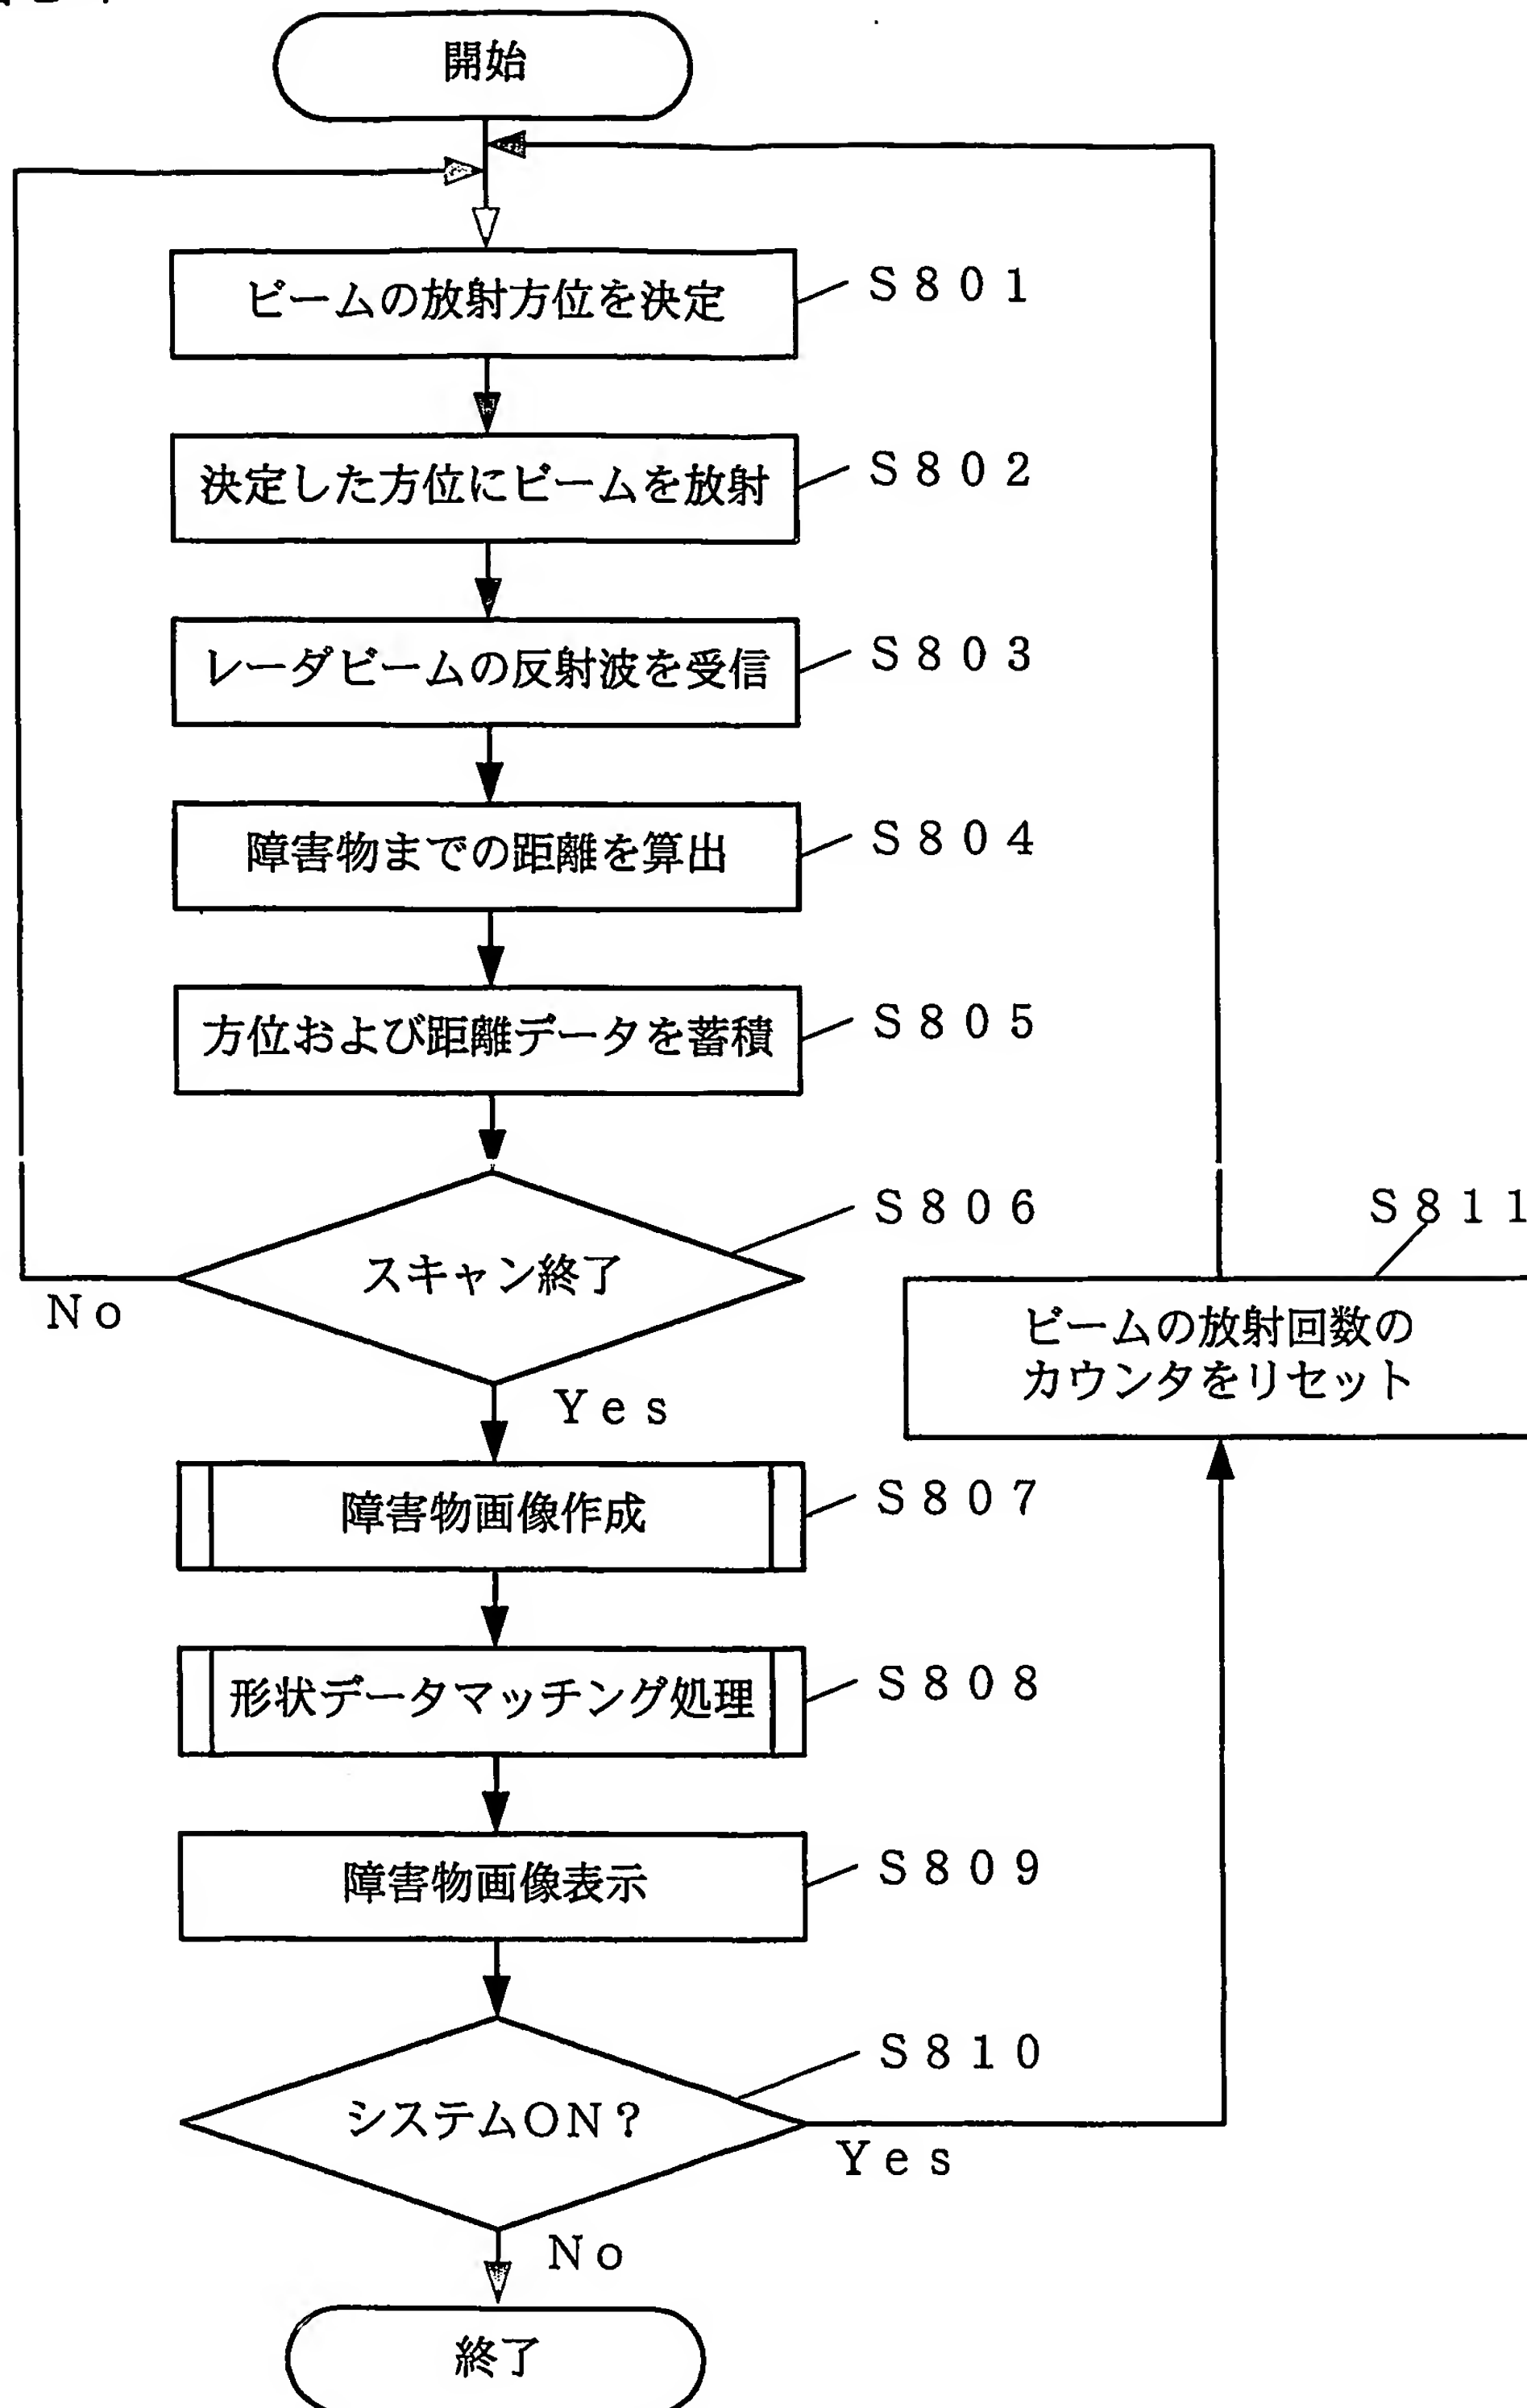 開始
ビームの放射方位を決定
S801
決定した方位にビームを放射
S802
レーダビームの反射波を受信
S803
障害物までの距離を算出
S804
方位および距離データを蓄積
S805
スキャン終了
S806
No
Yes
S811
ビームの放射回数の
カウンタをリセット
障害物画像作成
S807
形状データマッチング処理
S808
障害物画像表示
S809
システムON?
S810
Yes
No
終了